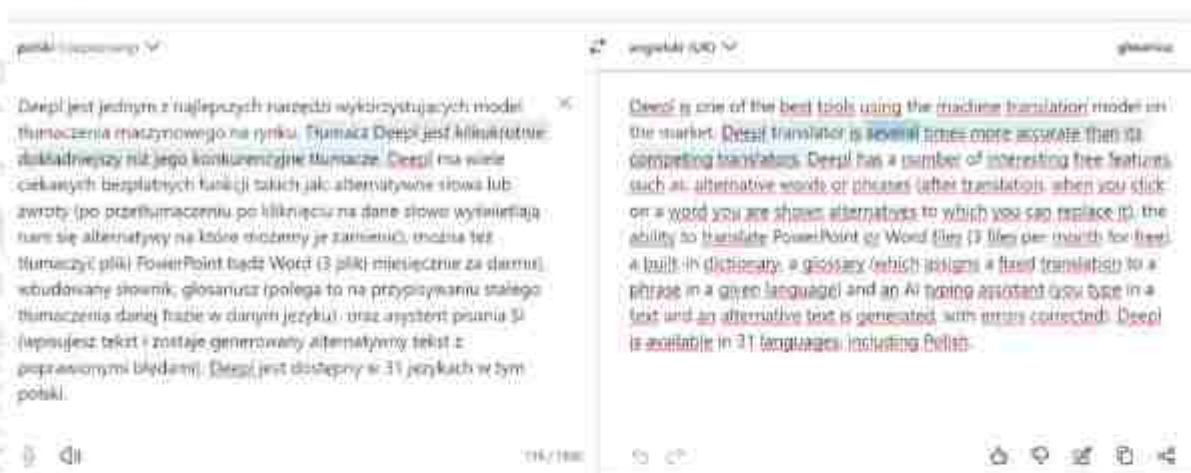 polski
Deepl jest jednym z najlepszych narzędzi wykorzystujących model
tłumaczenia maszynowego na rynku. Tłumacz Deepl jest kilkukrotnie
dokładniejszy niż jego konkurencyjne tłumacze. Deepl ma wiele
ciekawych bezpłatnych funkcji takich jak: alternatywne słowa lub
zwroty (po przetłumaczeniu po kliknięciu na dane słowo wyświetlają
nam się alternatywy na które możemy je zamienić), można też
tłumaczyć pliki PowerPoint bądź Word (3 pliki miesięcznie za darmo),
wbudowany słownik, glosariusz (polega to na przypisywaniu stałego
tłumaczenia danej frazie w danym języku), oraz asystent pisania SI
(wpisujesz tekst i zostaje generowany alternatywny tekst z
poprawionymi błędami). Deepl jest dostępny w 31 językach w tym
polski.
angielski (UK)
glosariusz
Deepl is one of the best tools using the machine translation model on
the market. Deepl translator is several times more accurate than its
competing translators. Deepl has a number of interesting free features
such as: alternative words or phrases (after translation, when you click
on a word you are shown alternatives to which you can replace it), the
ability to translate PowerPoint or Word files (3 files per month for free),
a built-in dictionary, a glossary (which assigns a fixed translation to a
phrase in a given language) and an AI typing assistant (you type in a
text and an alternative text is generated, with errors corrected). Deepl
is available in 31 languages, including Polish.